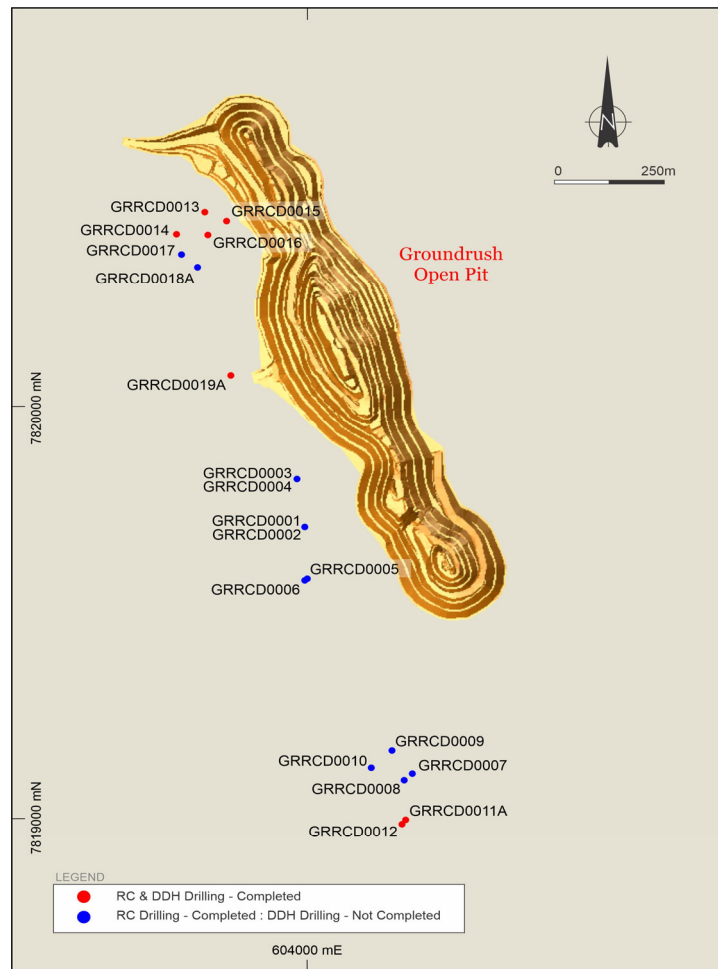 N
0 250m
GRRCD0013
GRRCD0015
GRRCD0014
GRRCD0016
GRRCD0017
GRRCD0018A
Groundrush
Open Pit
GRRCD0019A
7820000 mN
GRRCD0003
GRRCD0004
GRRCD0001
GRRCD0002
GRRCD0005
GRRCD0006
GRRCD0009
GRRCD0010
GRRCD0007
GRRCD0008
GRRCD0011A
GRRCD0012
7819000 mN
LEGEND
RC & DDH Drilling - Completed
RC Drilling - Completed : DDH Drilling - Not Completed
604000 mE